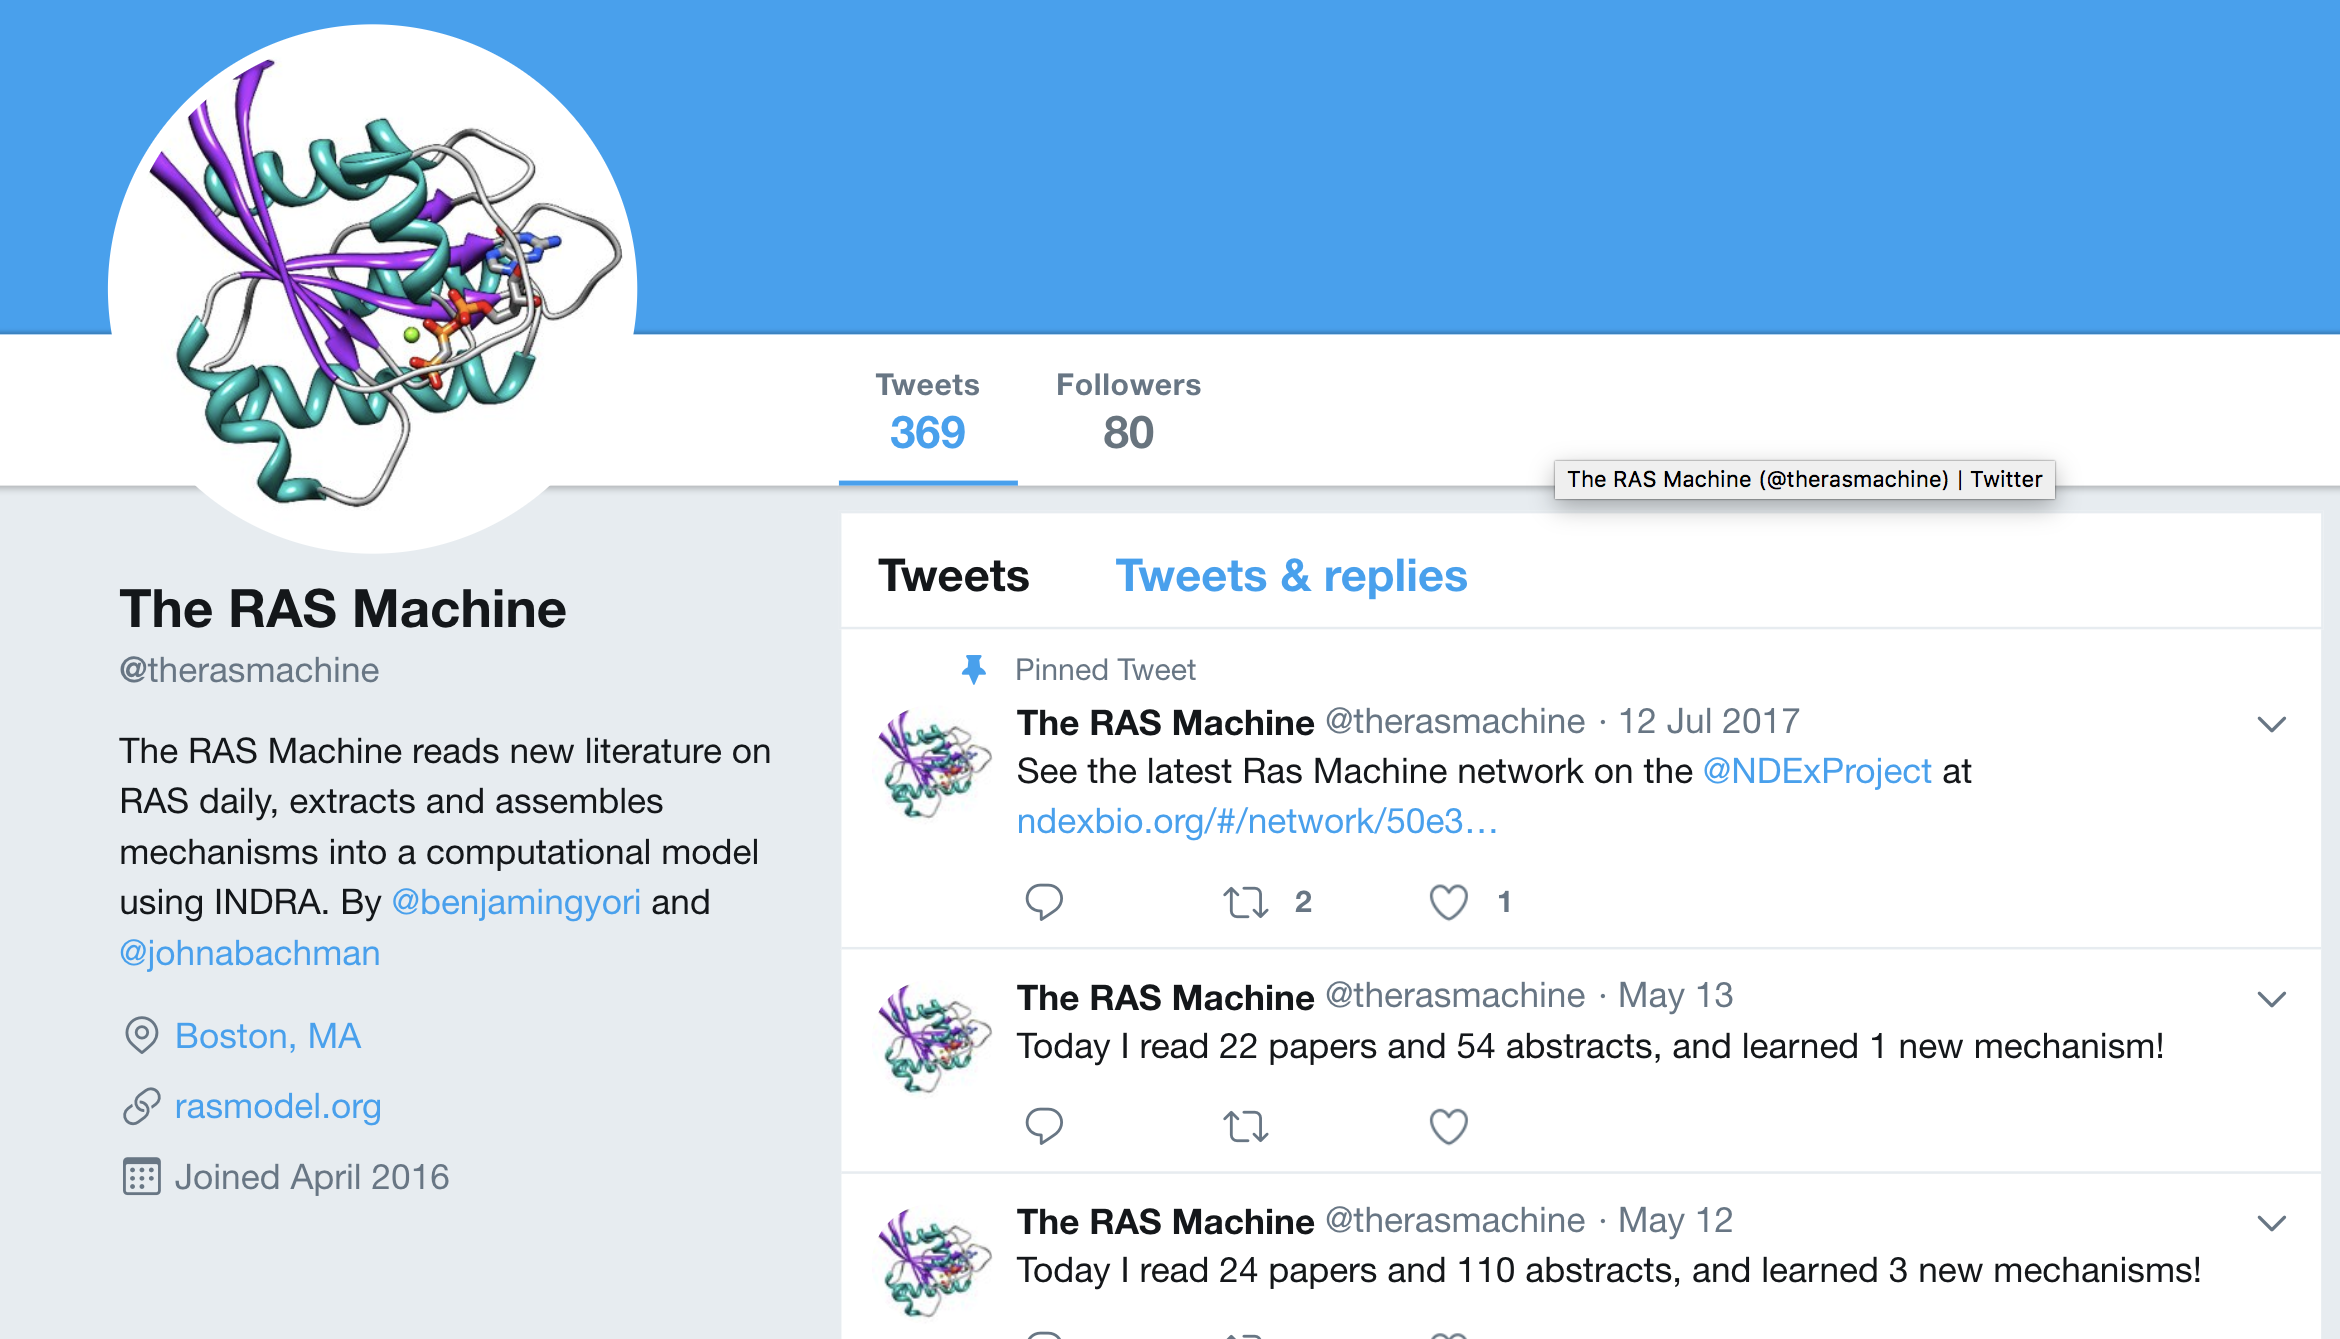 Tweets
369
Followers
80
The RAS Machine (@therasmachine) | Twitter
The RAS Machine
@therasmachine
The RAS Machine reads new literature on
RAS daily, extracts and assembles
mechanisms into a computational model
using INDRA. By @benjamingyori and
@johnabachman
Boston, MA
rasmodel.org
Joined April 2016
Tweets
Tweets & replies
Pinned Tweet
The RAS Machine @therasmachine · 12 Jul 2017
See the latest Ras Machine network on the @NDExProject at
ndexbio.org/#/network/50e3…
2
1
The RAS Machine @therasmachine · May 13
Today I read 22 papers and 54 abstracts, and learned 1 new mechanism!
The RAS Machine @therasmachine · May 12
Today I read 24 papers and 110 abstracts, and learned 3 new mechanisms!